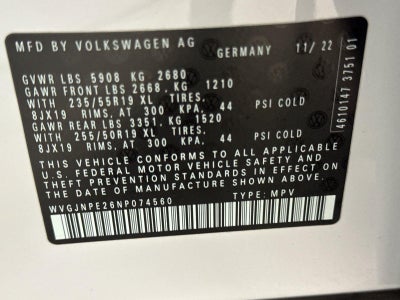 MFD BY VOLKSWAGEN AG GERMANY 11/22
GVWR LBS 5908 KG 2680
GAWR FRONT LBS 2668, KG 1210
WITH 235/55R19 XL TIRES,
8JX19 RIMS, AT 300 KPA, 44 PSI COLD
GAWR REAR LBS 3351, KG 1520
WITH 255/50R19 XL TIRES,
8JX19 RIMS, AT 300 KPA, 44 PSI COLD
THIS VEHICLE CONFORMS TO ALL APPLICABLE
U.S. FEDERAL MOTOR VEHICLE SAFETY AND
THEFT PREVENTION STANDARDS IN EFFECT ON
THE DATE OF MANUFACTURE SHOWN ABOVE.
WVGJNPE26NP074560 TYPE: MPV
4610147 3751 01